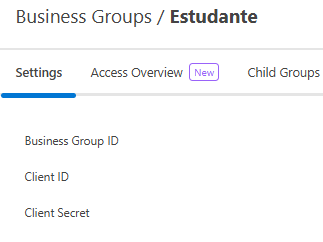 Business Groups / Estudante
Settings Access Overview New Child Groups
Business Group ID
Client ID
Client Secret